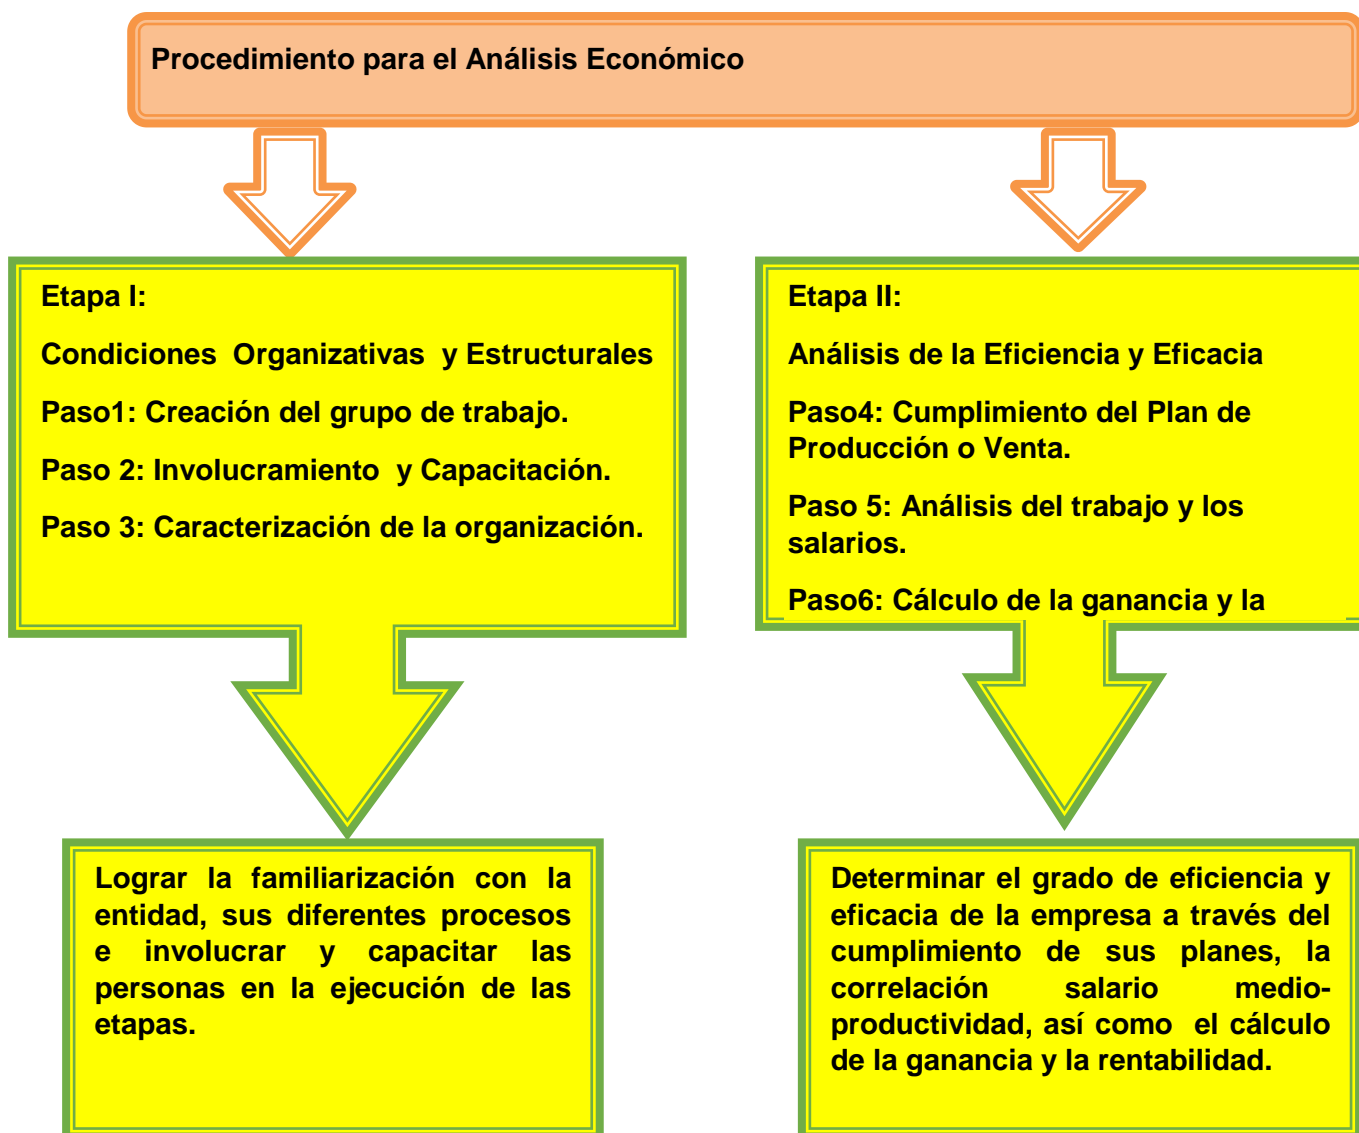 Procedimiento para el Análisis Económico
Etapa I:
Condiciones  Organizativas  y Estructurales
Paso1: Creación del grupo de trabajo.
Paso 2: Involucramiento  y Capacitación.
Paso 3: Caracterización de la organización.
Etapa II:
Análisis de la Eficiencia y Eficacia
Paso4: Cumplimiento del Plan de
Producción o Venta.
Paso 5: Análisis del trabajo y los
salarios.
Paso6: Cálculo de la ganancia y la
Lograr la familiarización con la
entidad, sus diferentes procesos
e involucrar y capacitar las
personas en la ejecución de las
etapas.
Determinar el grado de eficiencia y
eficacia de la empresa a través del
cumplimiento de sus planes, la
correlación salario medio-
productividad, así como  el cálculo
de la ganancia y la rentabilidad.